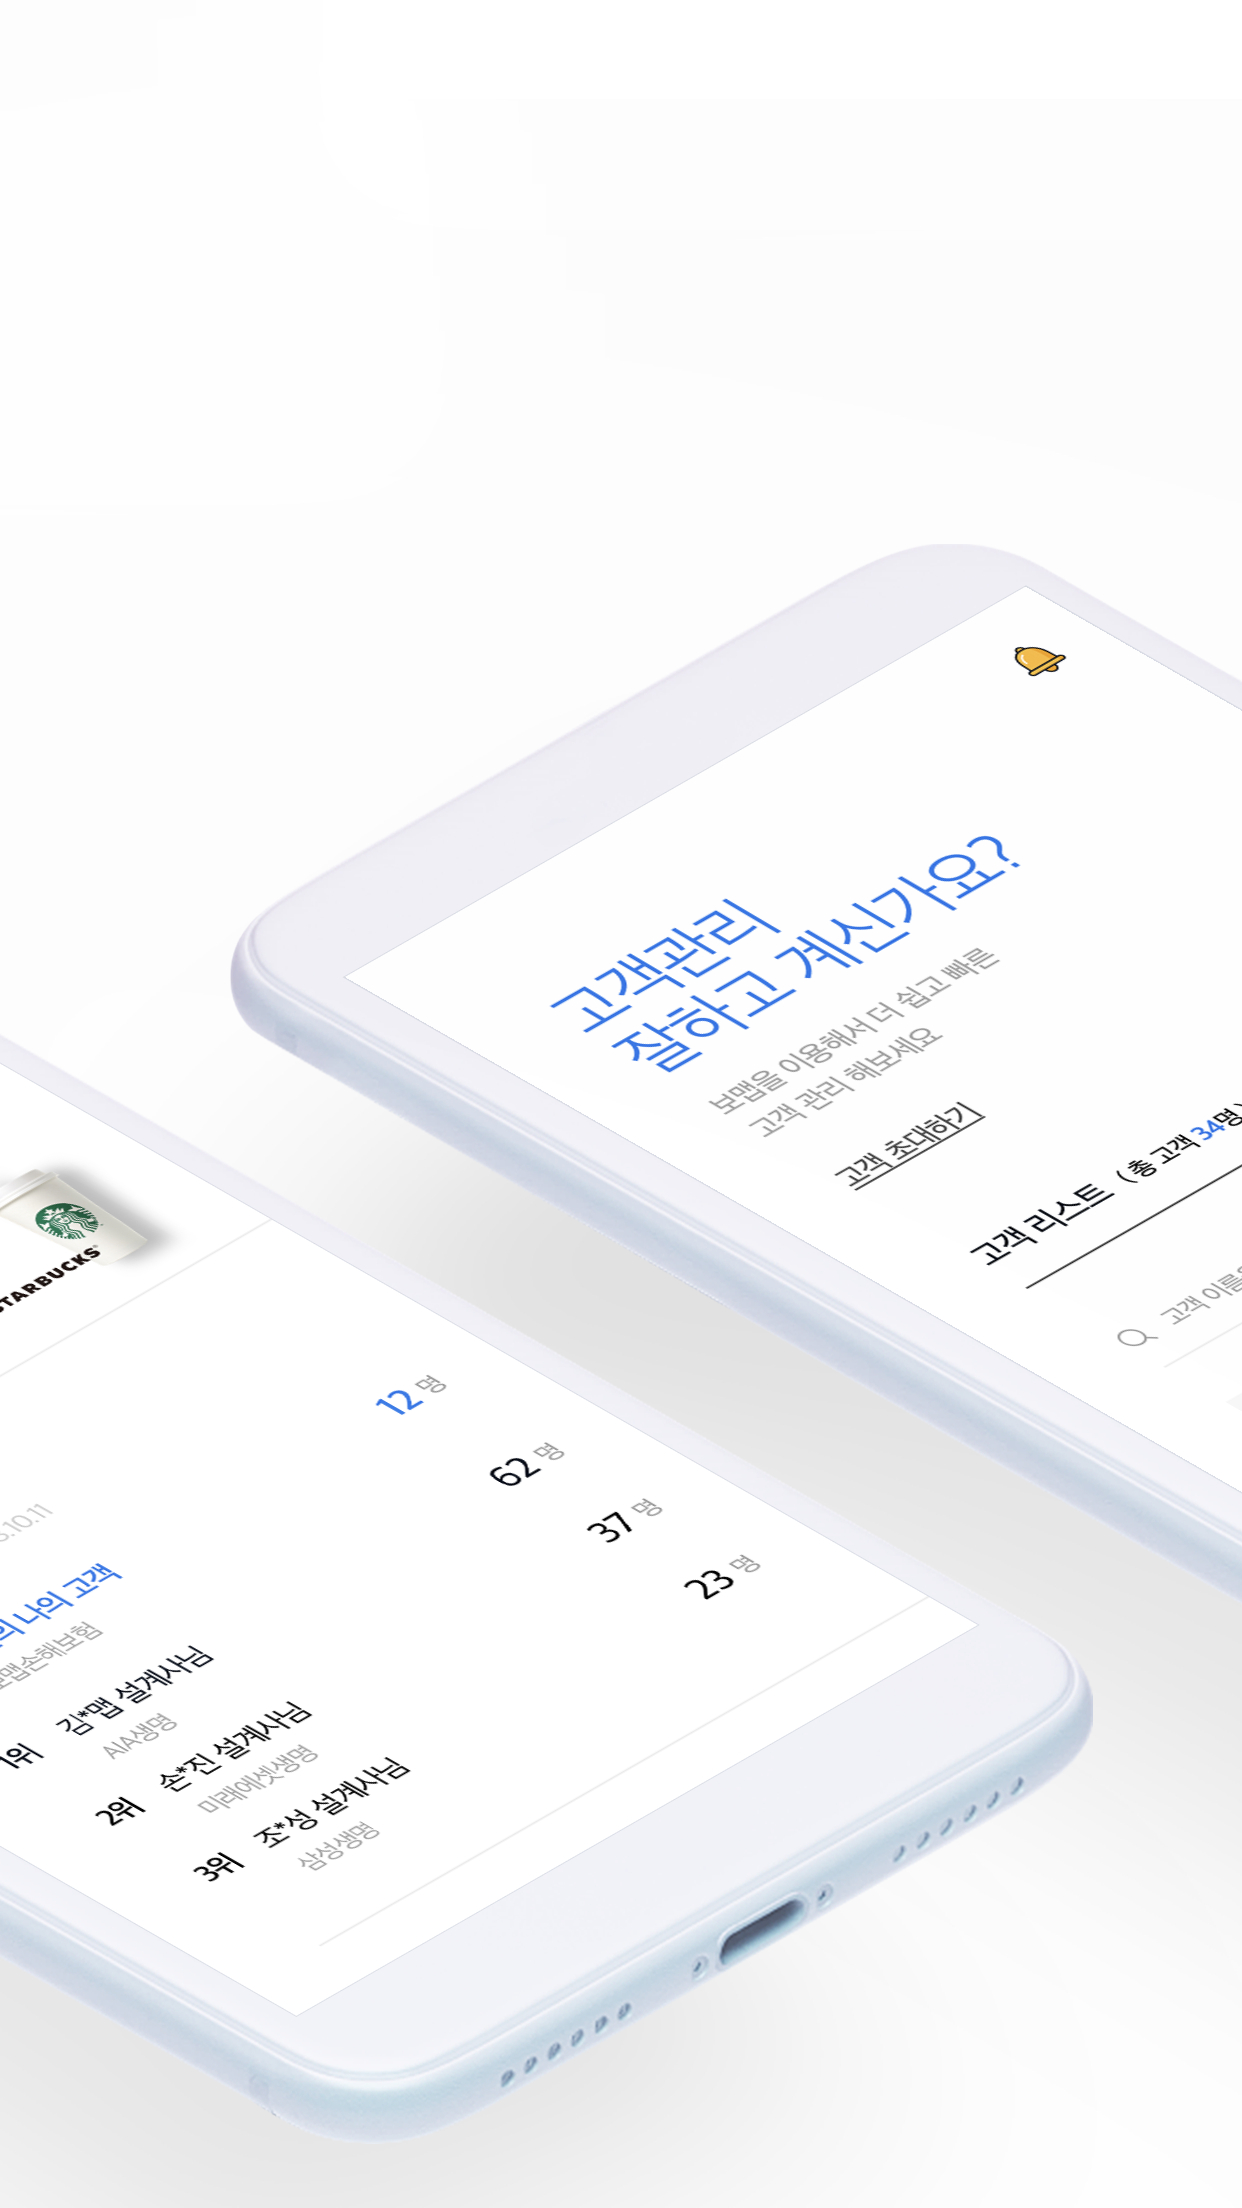 고객관리
잘하고 계신가요?
보맵을 이용해서 더 쉽고 빠른
고객 관리 해보세요
고객 초대하기
고객 리스트 (총 고객 34명)
고객 이름을
STARBUCKS
.10.11
나의 고객
12 명
맵손해보험
1위 김*맵 설계사님 62 명
AIA생명
2위 손*진 설계사님 37 명
미래에셋생명
3위 조*성 설계사님 23 명
삼성생명